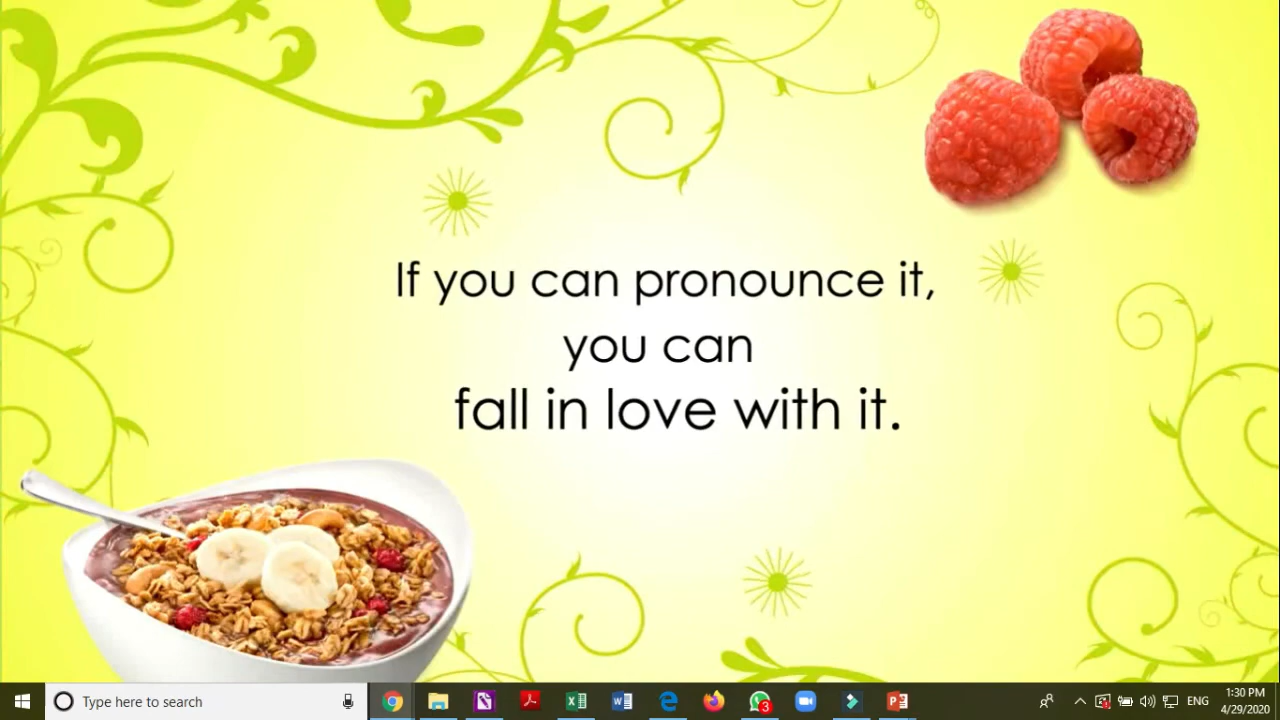 If you can pronounce it,
you can
fall in love with it.
Type here to search
3
ENG
1:30 PM
4/29/2020